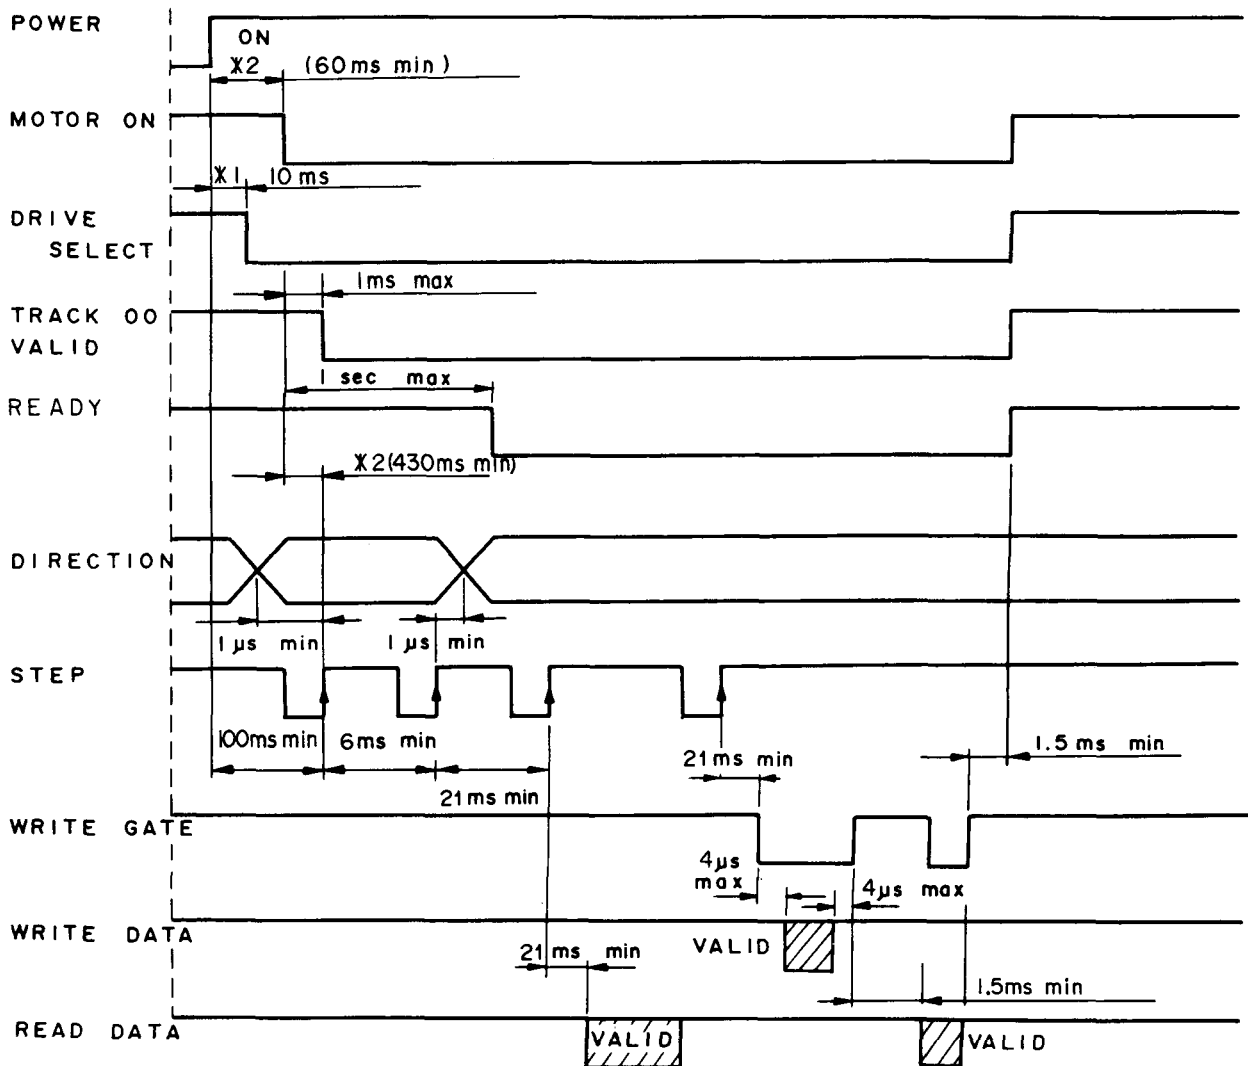 POWER
ON
※2 (60ms min)
MOTOR ON
※1 10ms
DRIVE
SELECT
1ms max
TRACK 00
VALID
1 sec max
READY
※2(430ms min)
DIRECTION
1μs min
1μs min
STEP
100ms min
6ms min
21ms min
21ms min
1.5ms min
WRITE GATE
4μs
max
4μs max
WRITE DATA
VALID
21ms min
1.5ms min
READ DATA
VALID
VALID